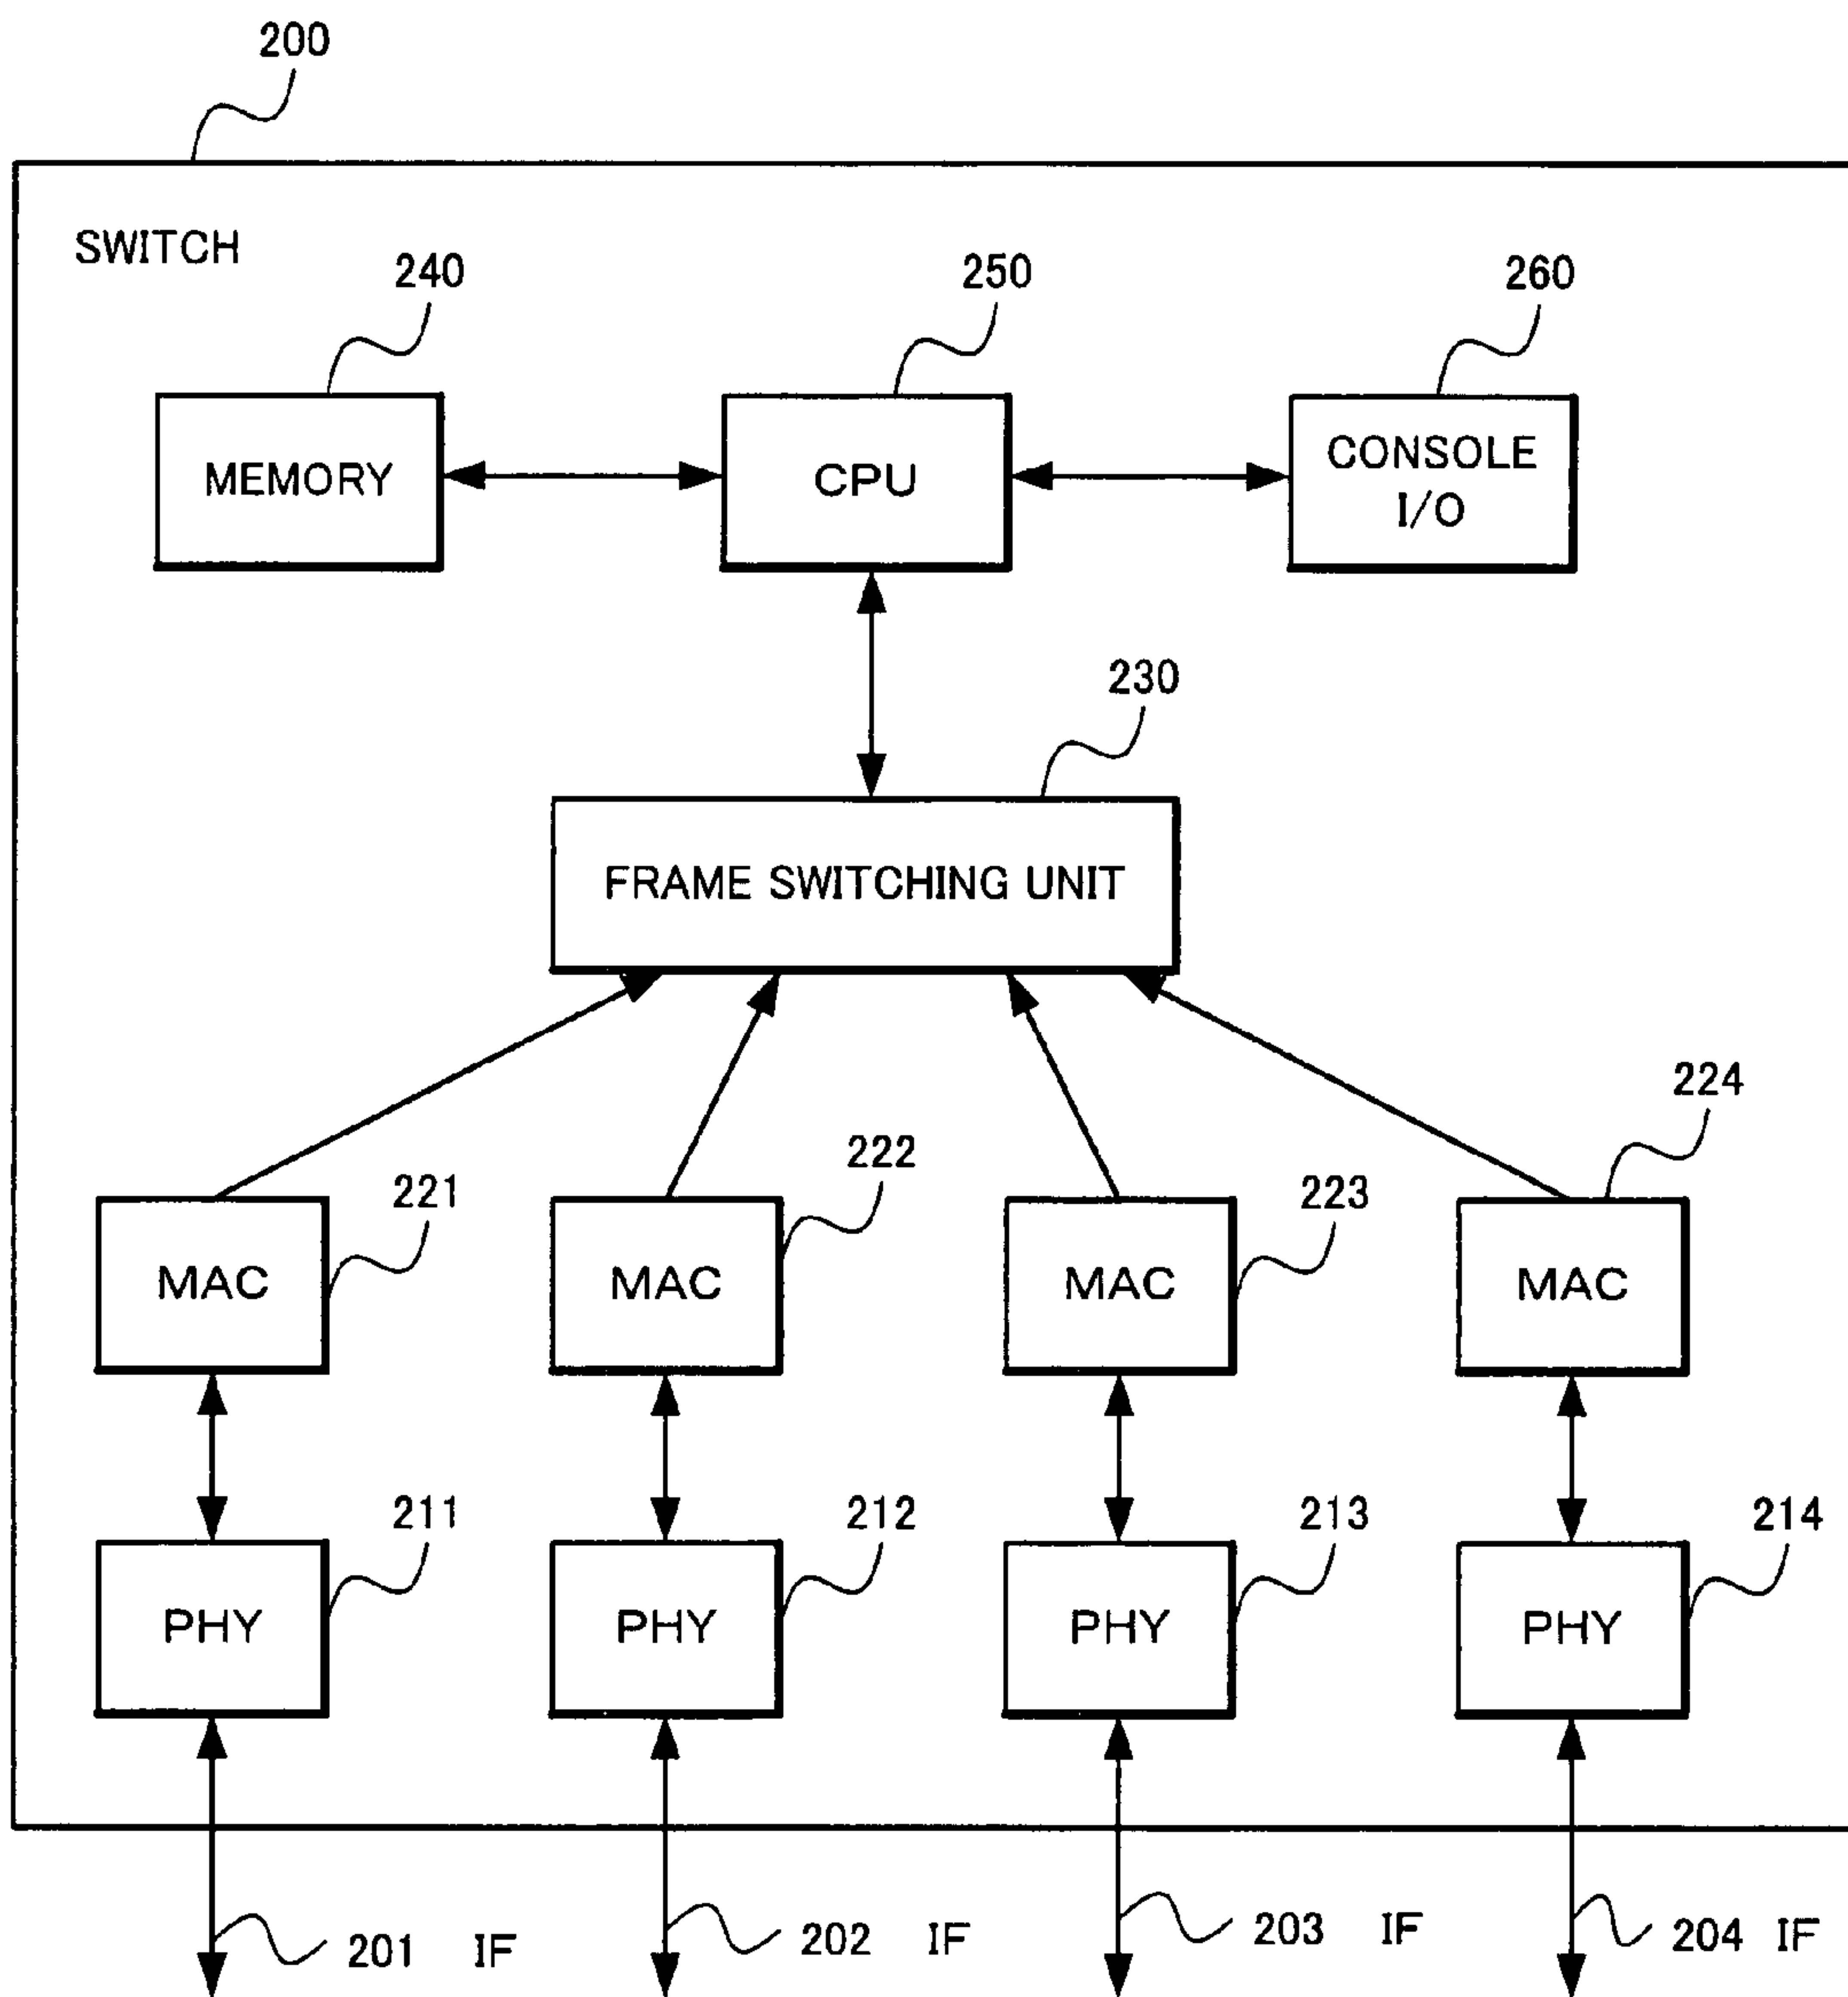 200
SWITCH
240
250
260
MEMORY
CPU
CONSOLE
I/O
230
FRAME SWITCHING UNIT
224
222
221
223
MAC
MAC
MAC
MAC
211
212
213
214
PHY
PHY
PHY
PHY
201 IF
202 IF
203 IF
204 IF